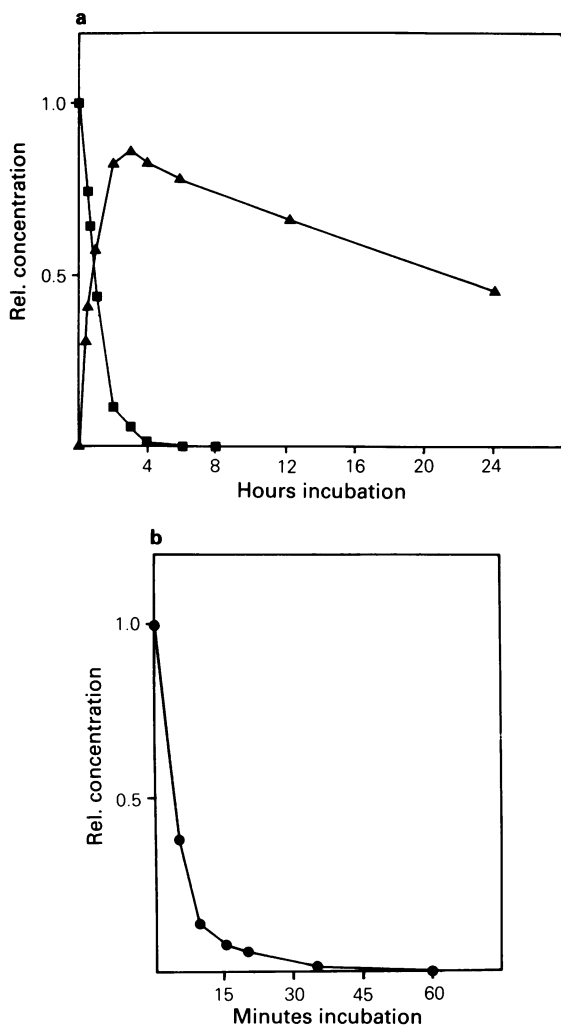 a
1.0
0.5
Rel. concentration
4 8 12 16 20 24
Hours incubation
b
1.0
0.5
Rel. concentration
15 30 45 60
Minutes incubation